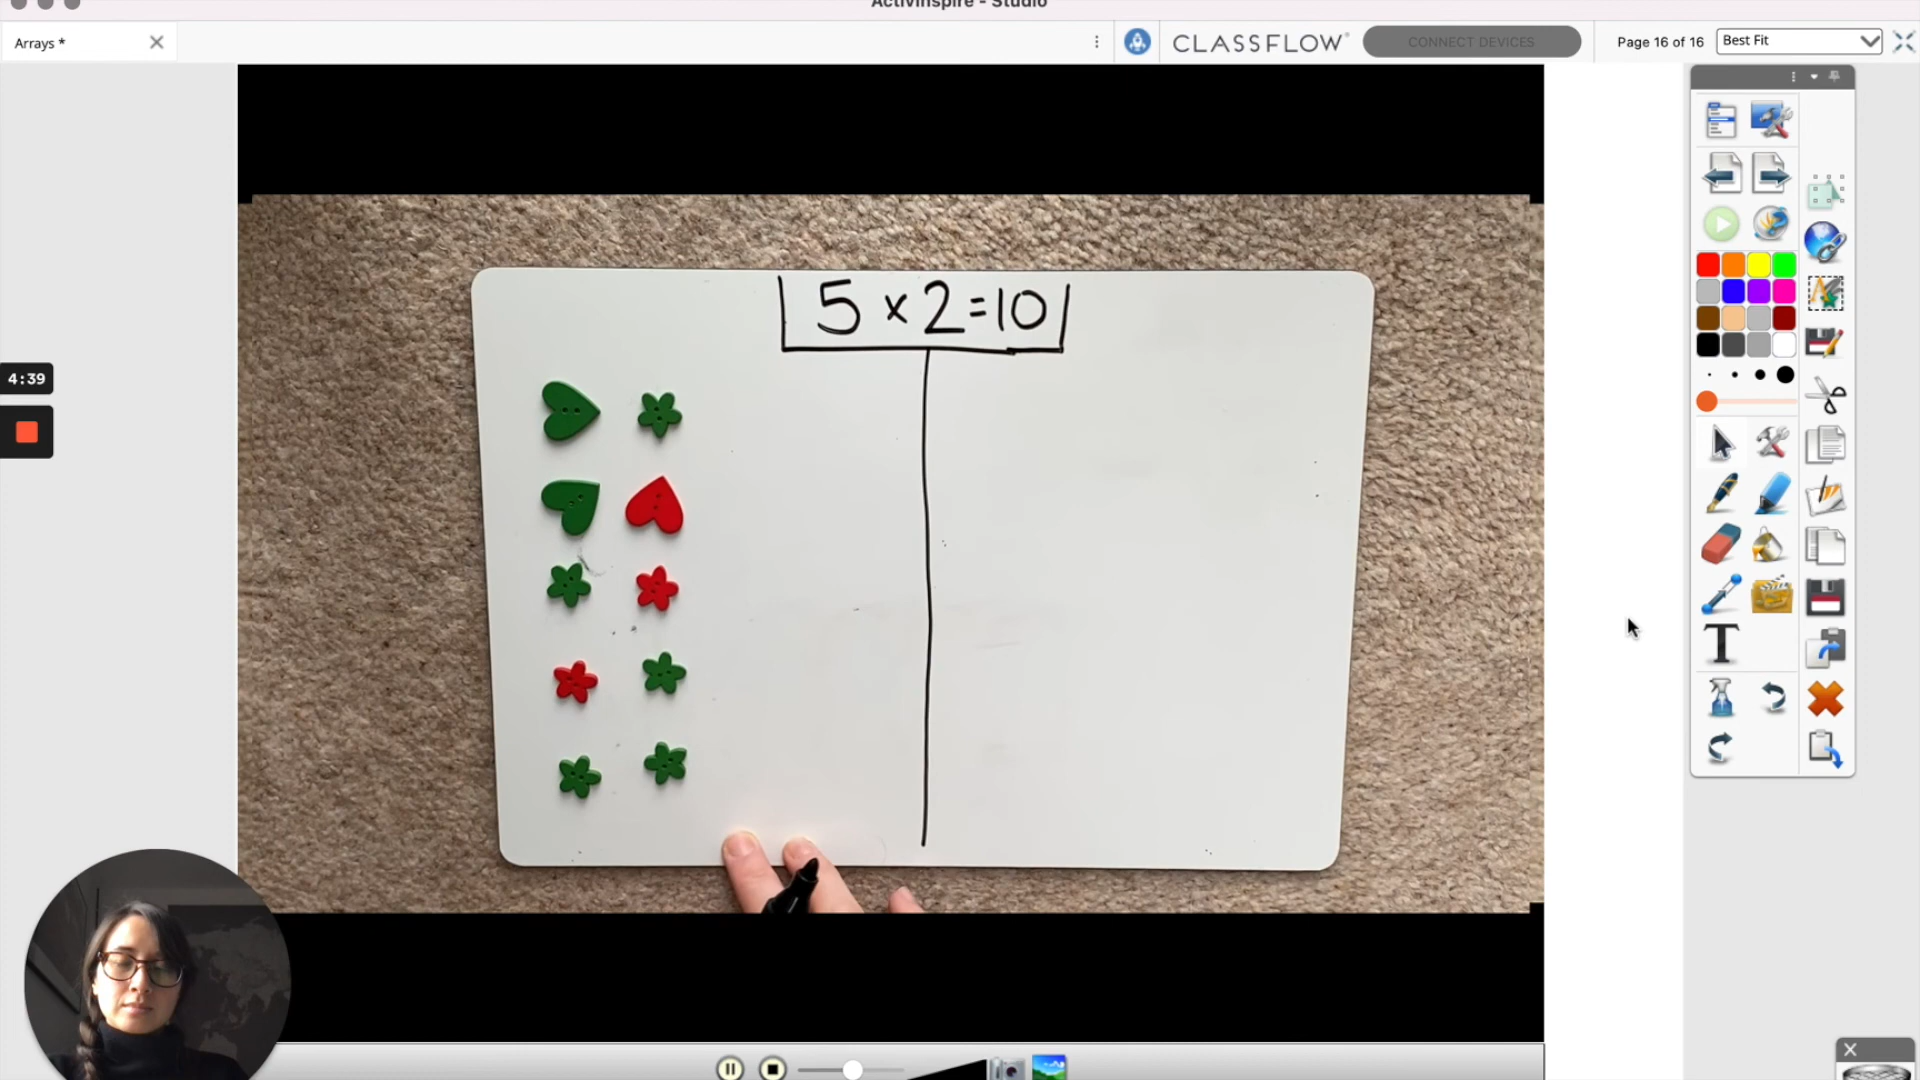 ActivInspire - Studio
Arrays *
CLASSFLOW
CONNECT DEVICES
Page 16 of 16
Best Fit
5 x 2 = 10
4:39
T